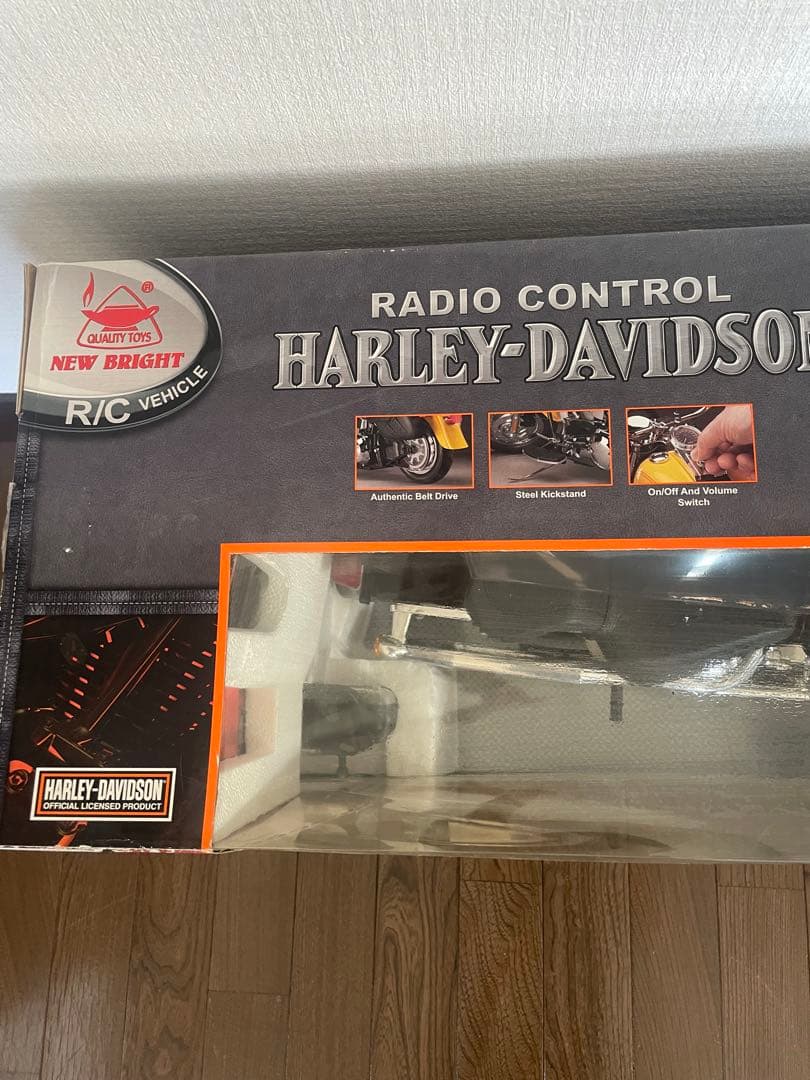 ®
QUALITY TOYS
NEW BRIGHT
R/C VEHICLE
RADIO CONTROL
HARLEY-DAVIDSON
Authentic Belt Drive
Steel Kickstand
On/Off And Volume
Switch
HARLEY-DAVIDSON
OFFICIAL LICENSED PRODUCT